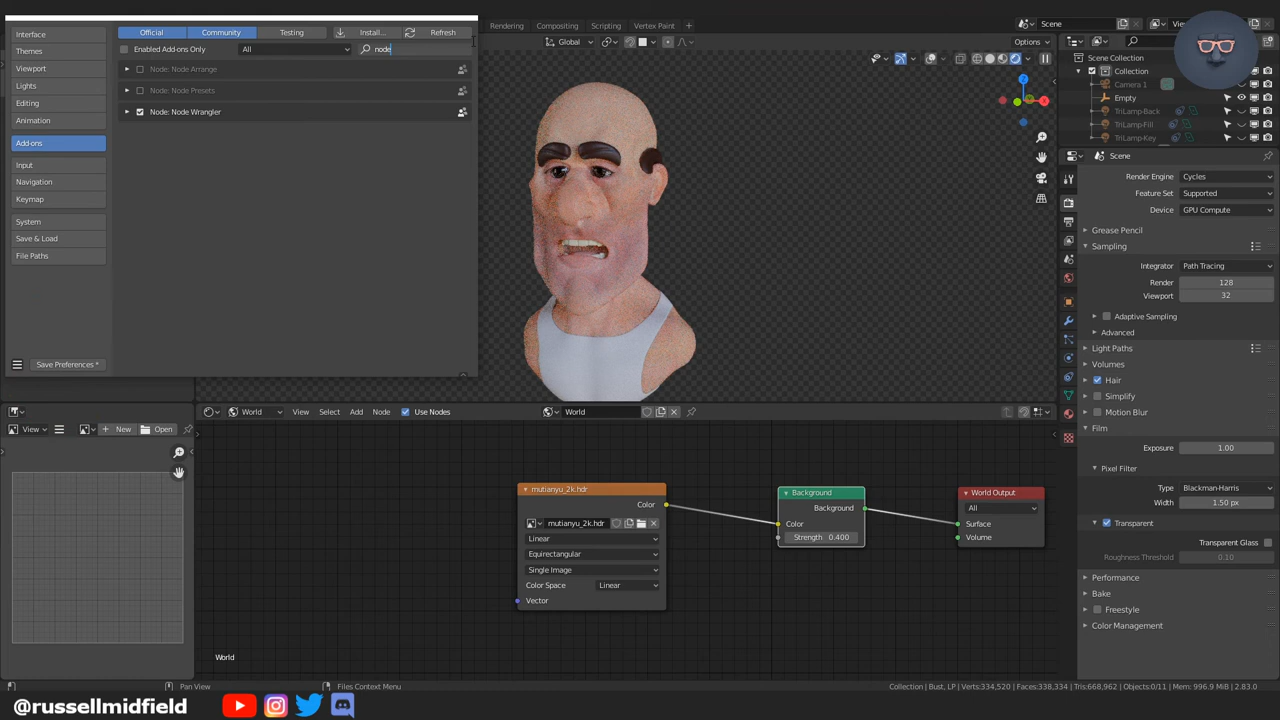 Rendering Compositing Scripting Vertex Paint +
Scene
Interface
Themes
Viewport
Lights
Editing
Animation
Add-ons
Input
Navigation
Keymap
System
Save & Load
File Paths
Save Preferences *
Official Community Testing Install... Refresh
Enabled Add-ons Only All node
Node: Node Arrange
Node: Node Presets
Node: Node Wrangler
Global
Options
X
Z
Scene Collection
Collection
Camera 1
Empty
TriLamp-Back
TriLamp-Fill
TriLamp-Key
Scene
Render Engine Cycles
Feature Set Supported
Device GPU Compute
Grease Pencil
Sampling
Integrator Path Tracing
Render 128
Viewport 32
Adaptive Sampling
Advanced
Light Paths
Volumes
Hair
Simplify
Motion Blur
Film
Exposure 1.00
Pixel Filter
Type Blackman-Harris
Width 1.50 px
Transparent
Transparent Glass
Roughness Threshold 0.10
Performance
Bake
Freestyle
Color Management
View New Open
World View Select Add Node Use Nodes World
mutianyu_2k.hdr
Color
mutianyu_2k.hdr
Linear
Equirectangular
Single Image
Color Space Linear
Vector
Background
Background
Color
Strength 0.400
World Output
All
Surface
Volume
World
Pan View Files Context Menu
Collection | Bust, LP | Verts:334,520 | Faces:338,334 | Tris:668,962 | Objects:0/11 | Mem: 996.9 MiB | 2.83.0
@russellmidfield